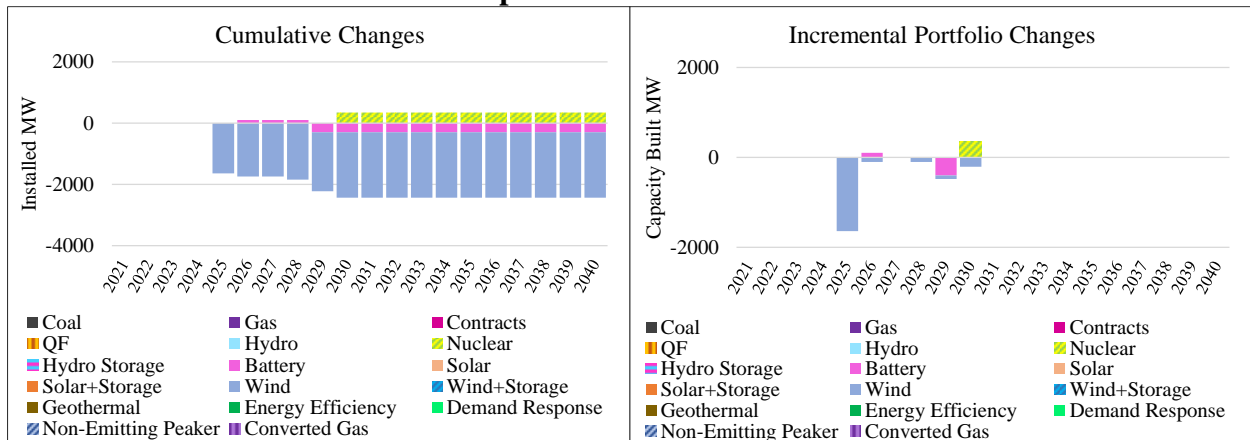 Cumulative Changes
2000
0
-2000
-4000
Installed MW
2021 2022 2023 2024 2025 2026 2027 2028 2029 2030 2031 2032 2033 2034 2035 2036 2037 2038 2039 2040
Coal Gas Contracts
QF Hydro Nuclear
Hydro Storage Battery Solar
Solar+Storage Wind Wind+Storage
Geothermal Energy Efficiency Demand Response
Non-Emitting Peaker Converted Gas
Incremental Portfolio Changes
2000
0
-2000
Capacity Built MW
2021 2022 2023 2024 2025 2026 2027 2028 2029 2030 2031 2032 2033 2034 2035 2036 2037 2038 2039 2040
Coal Gas Contracts
QF Hydro Nuclear
Hydro Storage Battery Solar
Solar+Storage Wind Wind+Storage
Geothermal Energy Efficiency Demand Response
Non-Emitting Peaker Converted Gas